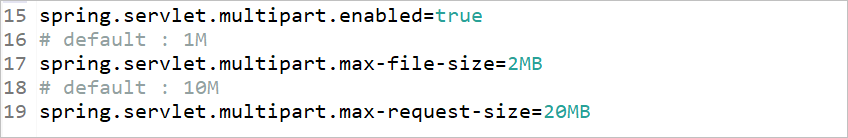 15 spring.servlet.multipart.enabled=true
16 # default : 1M
17 spring.servlet.multipart.max-file-size=2MB
18 # default : 10M
19 spring.servlet.multipart.max-request-size=20MB